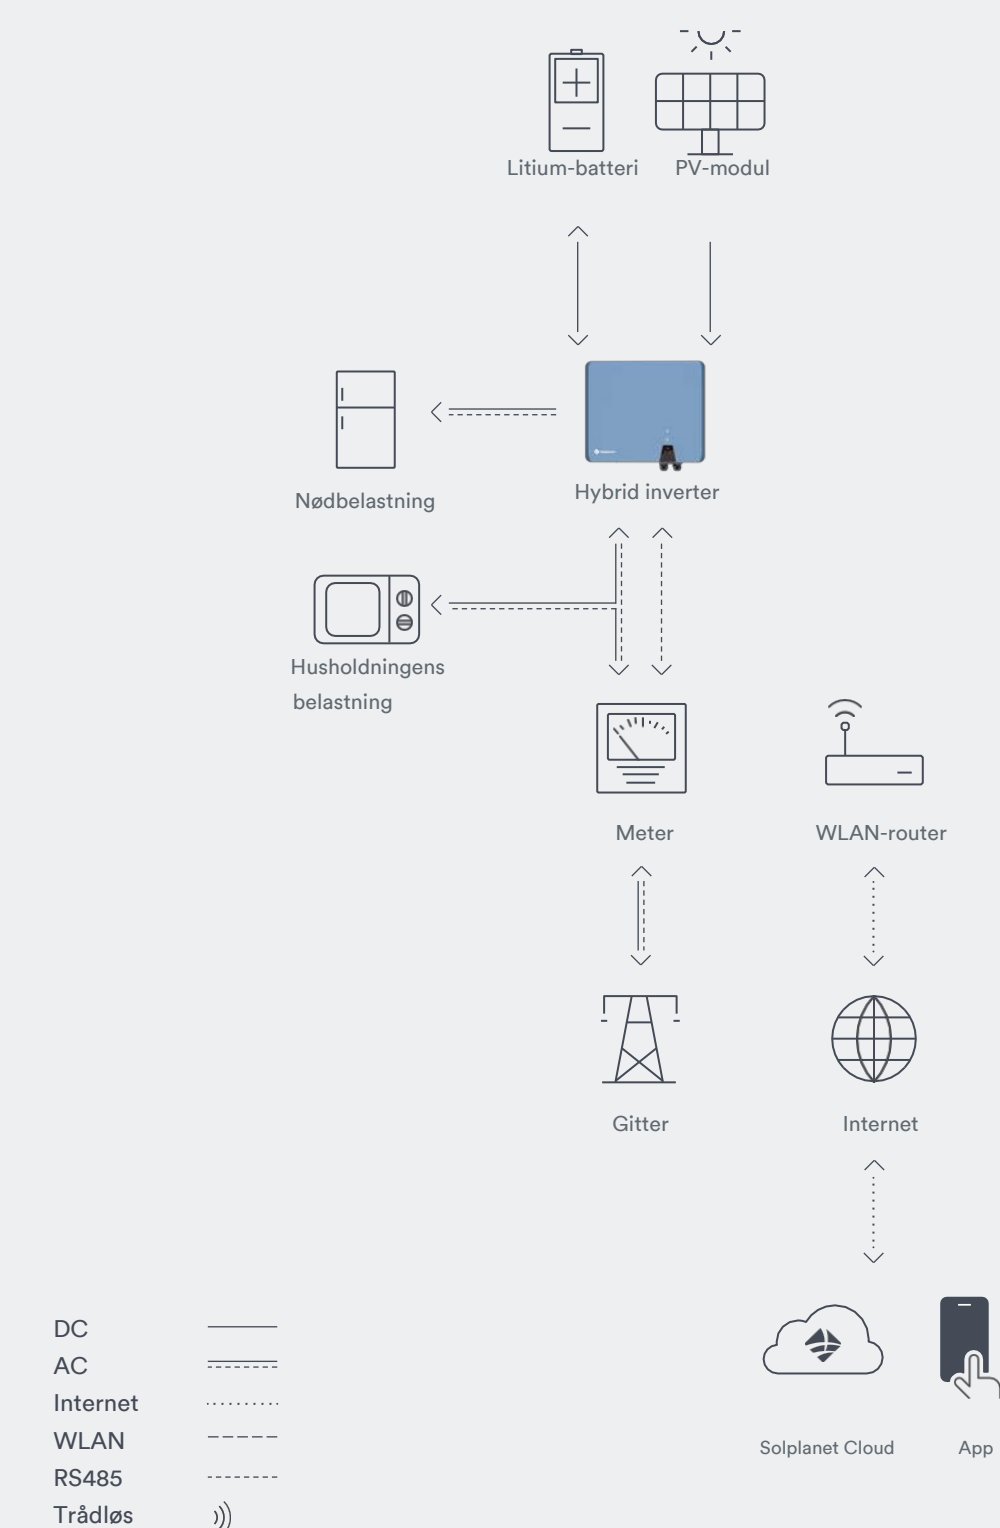 Litium-batteri
PV-modul
Nødbelastning
Hybrid inverter
Husholdningens
belastning
Meter
WLAN-router
Gitter
Internet
Solplanet Cloud
App
DC
AC
Internet
WLAN
RS485
Trådløs